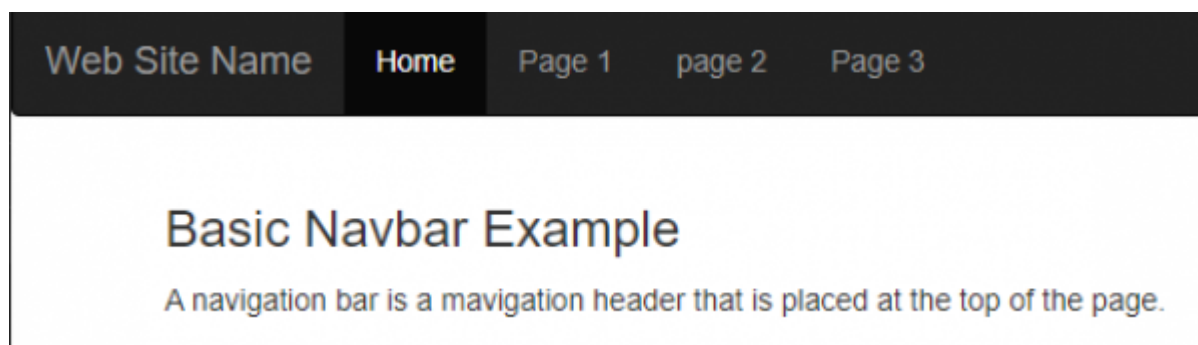 Web Site Name Home Page 1 page 2 Page 3
Basic Navbar Example
A navigation bar is a mavigation header that is placed at the top of the page.